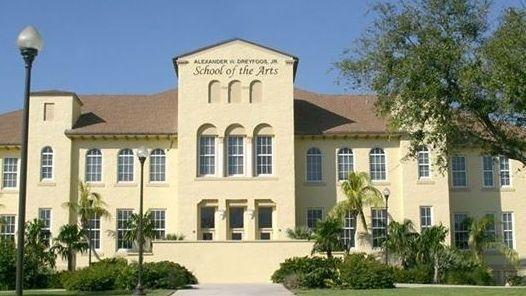 ALEXANDER W. DREYFOOS, JR.
School of the Arts